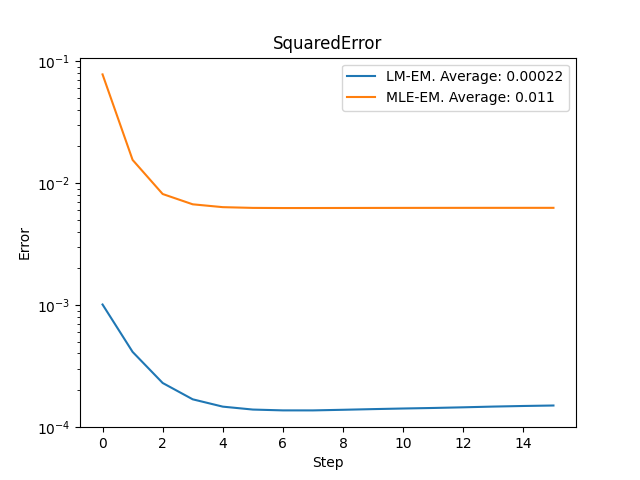 SquaredError
LM-EM. Average: 0.00022
MLE-EM. Average: 0.011
10⁻¹
10⁻²
10⁻³
10⁻⁴
Error
0 2 4 6 8 10 12 14
Step